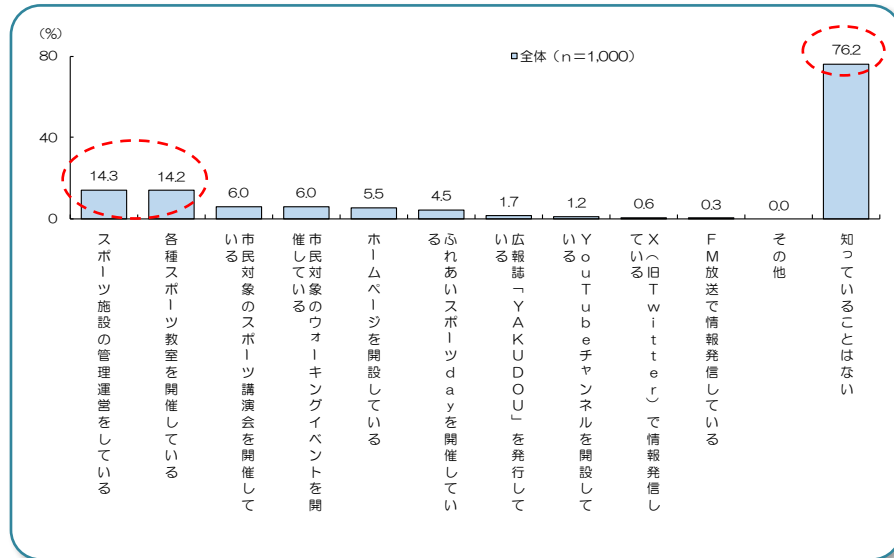 (%)
80
40
0
全体（n＝1,000）
14.3
14.2
6.0
6.0
5.5
4.5
1.7
1.2
0.6
0.3
0.0
76.2
スポーツ施設の管理運営をしている
各種スポーツ教室を開催している
市民対象のスポーツ講演会を開催して
いる
市民対象のウォーキングイベントを開
催している
ホームページを開設している
ふれあいスポーツdayを開催してい
る
広報誌「YAKUDOU」を発行して
いる
YouTubeチャンネルを開設して
いる
X（旧Twitter）で情報発信し
ている
FM放送で情報発信している
その他
知っていることはない